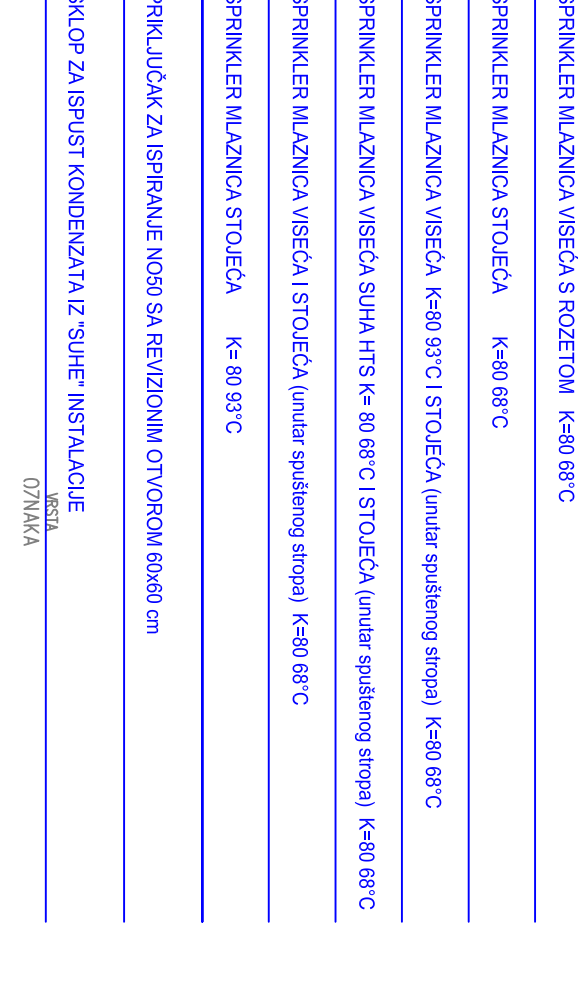 SPRINKLER MLAZNICA VISEĆA S ROZETOM K=80 68°C
SPRINKLER MLAZNICA STOJEĆA K=80 68°C
SPRINKLER MLAZNICA VISEĆA K=80 93°C I STOJEĆA (unutar spuštenog stropa) K=80 68°C
SPRINKLER MLAZNICA VISEĆA SUHA HTS K= 80 68°C I STOJEĆA (unutar spuštenog stropa) K=80 68°C
SPRINKLER MLAZNICA VISEĆA I STOJEĆA (unutar spuštenog stropa) K=80 68°C
SPRINKLER MLAZNICA STOJEĆA K= 80 93°C
PRIKLJUČAK ZA ISPIRANJE NO50 SA REVIZIONIM OTVOROM 60x60 cm
SKLOP ZA ISPUST KONDENZATA IZ "SUHE" INSTALACIJE
VRSTA
OZNAKA